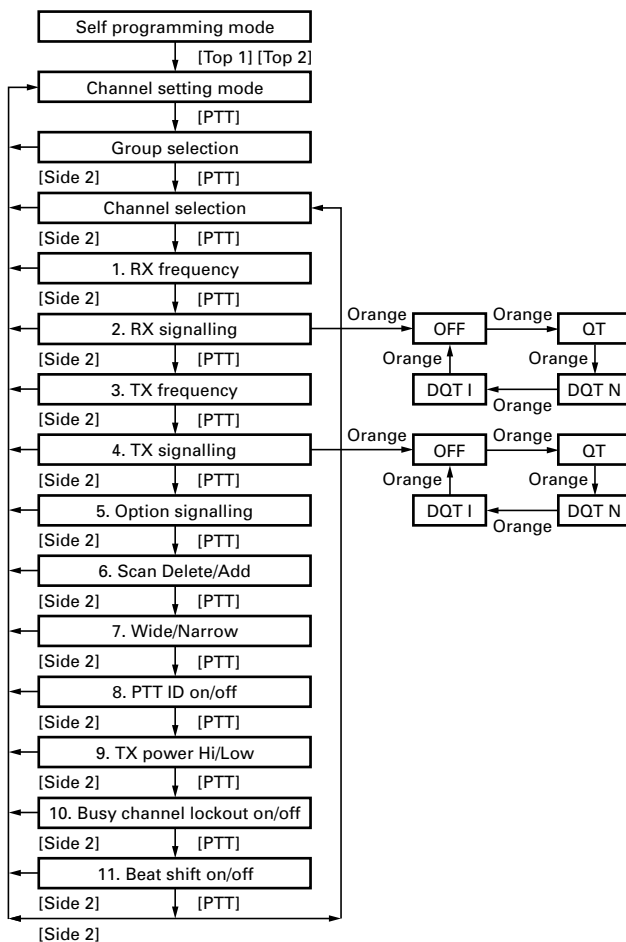 Self programming mode
[Top 1] [Top 2]
Channel setting mode
[PTT]
Group selection
[Side 2] [PTT]
Channel selection
[Side 2] [PTT]
1. RX frequency
[Side 2] [PTT]
Orange Orange
2. RX signalling OFF QT
[Side 2] [PTT] Orange Orange
3. TX frequency DQT I DQT N
Orange
[Side 2] [PTT]
Orange Orange
4. TX signalling OFF QT
[Side 2] [PTT] Orange Orange
5. Option signalling DQT I DQT N
Orange
[Side 2] [PTT]
6. Scan Delete/Add
[Side 2] [PTT]
7. Wide/Narrow
[Side 2] [PTT]
8. PTT ID on/off
[Side 2] [PTT]
9. TX power Hi/Low
[Side 2] [PTT]
10. Busy channel lockout on/off
[Side 2] [PTT]
11. Beat shift on/off
[Side 2] [PTT]
[Side 2]